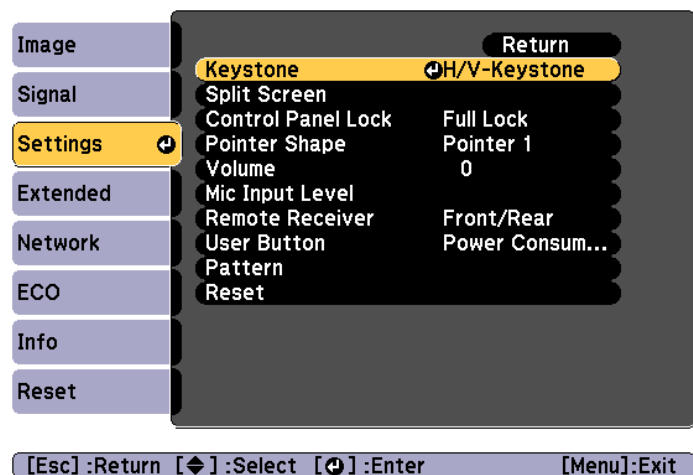 Image
Signal
Settings
Extended
Network
ECO
Info
Reset
Return
Keystone H/V-Keystone
Split Screen
Control Panel Lock Full Lock
Pointer Shape Pointer 1
Volume 0
Mic Input Level
Remote Receiver Front/Rear
User Button Power Consum...
Pattern
Reset
[Esc] :Return [◆] :Select [⏎] :Enter [Menu]:Exit